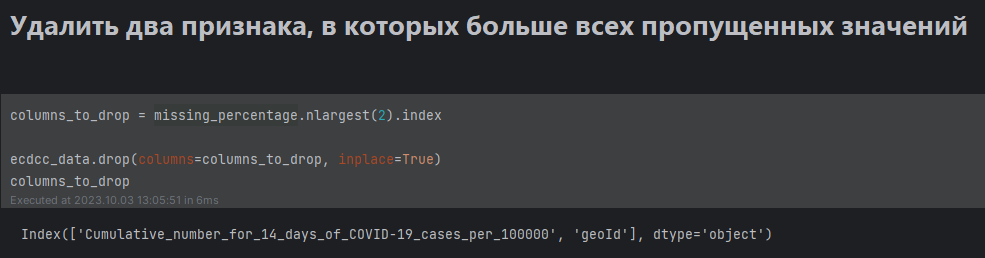 Удалить два признака, в которых больше всех пропущенных значений
columns_to_drop = missing_percentage.nlargest(2).index
ecdcc_data.drop(columns=columns_to_drop, inplace=True)
columns_to_drop
Executed at 2023.10.03 13:05:51 in 6ms
Index(['Cumulative_number_for_14_days_of_COVID-19_cases_per_100000', 'geoId'], dtype='object')